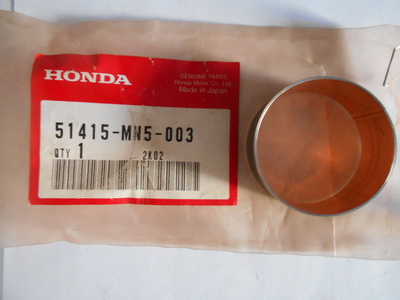 HONDA
GENUINE PARTS
Honda Motor Co., Ltd.
Made in Japan
51415-MN5-003
QTY 1
2K02